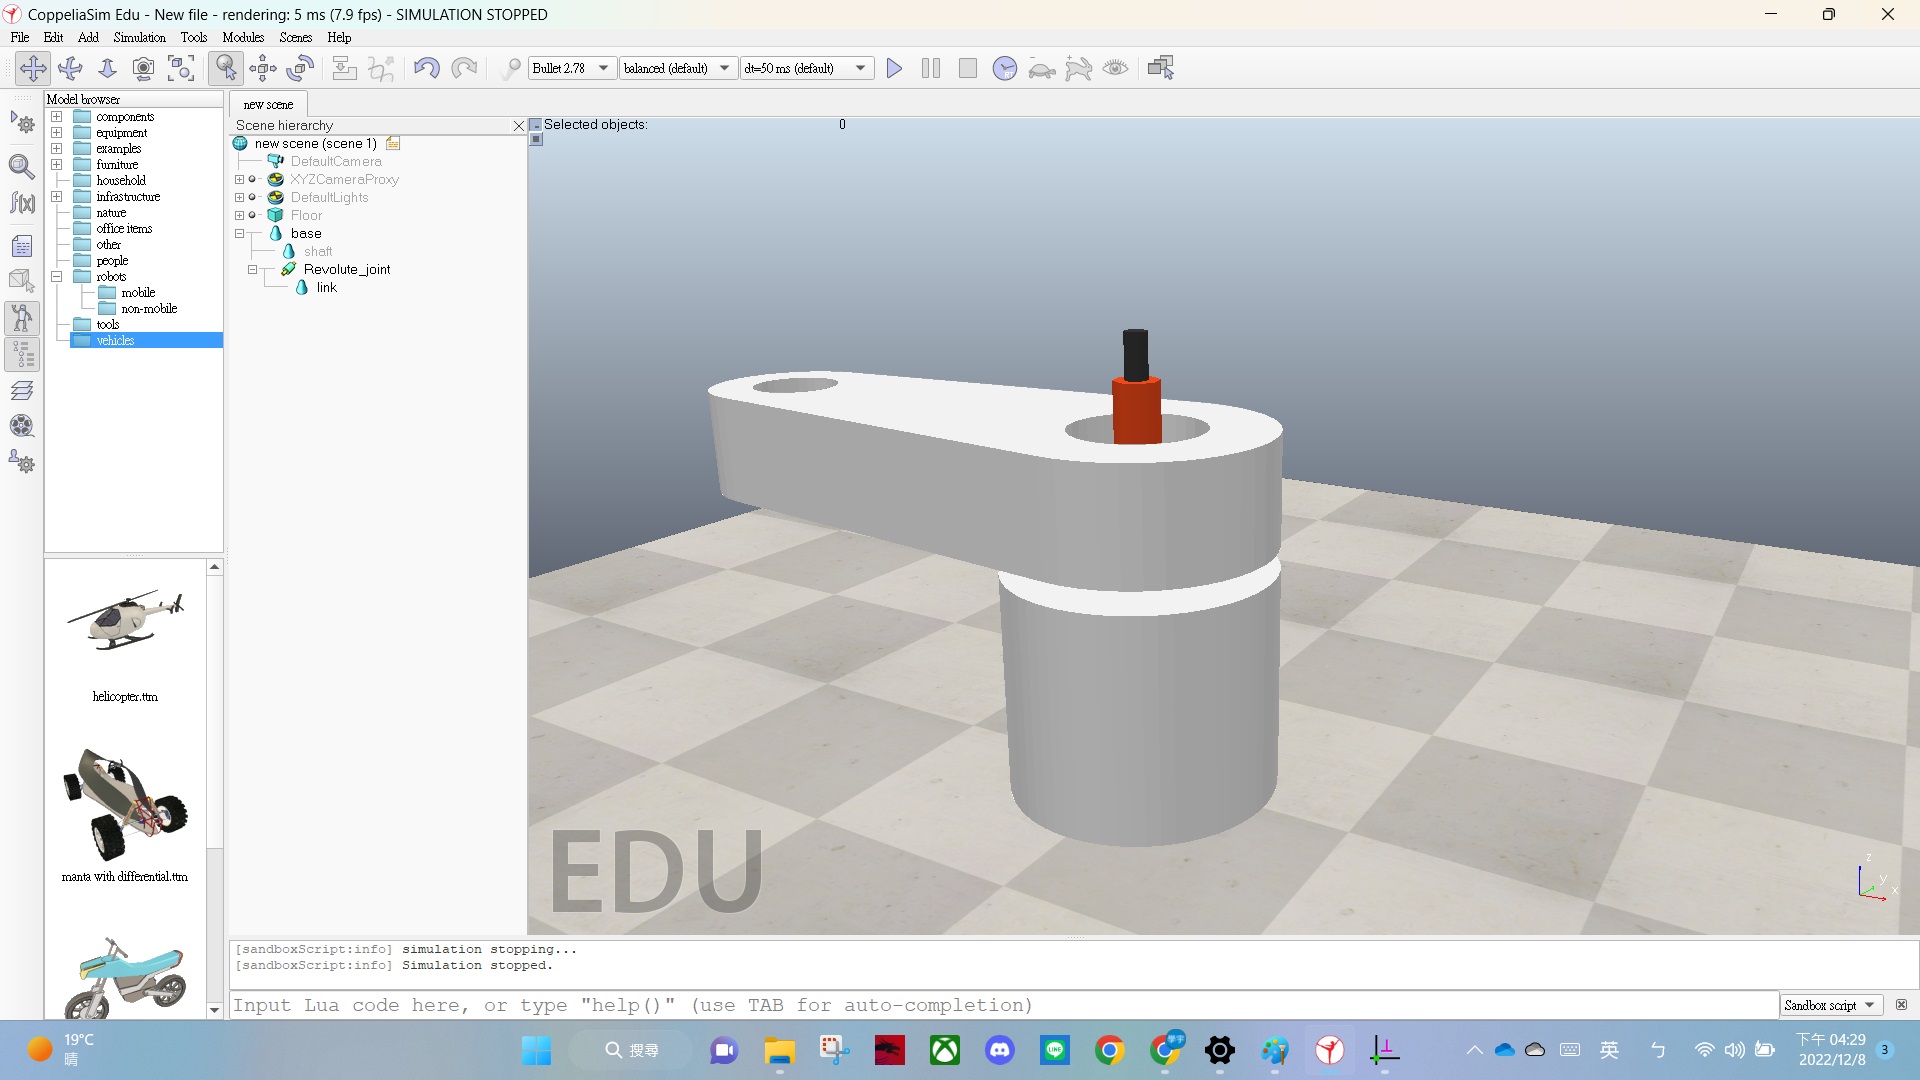 CoppeliaSim Edu - New file - rendering: 5 ms (7.9 fps) - SIMULATION STOPPED
File Edit Add Simulation Tools Modules Scenes Help
Bullet 2.78 balanced (default) dt=50 ms (default)
Model browser
components
equipment
examples
furniture
household
infrastructure
nature
office items
other
people
robots
mobile
non-mobile
tools
vehicles
helicopter.ttm
manta with differential.ttm
new scene
Scene hierarchy
new scene (scene 1)
DefaultCamera
XYZCameraProxy
DefaultLights
Floor
base
shaft
Revolute_joint
link
Selected objects: 0
EDU
z
y
x
[sandboxScript:info] simulation stopping...
[sandboxScript:info] Simulation stopped.
Input Lua code here, or type "help()" (use TAB for auto-completion)
Sandbox script
19°C
晴
搜尋
英
ㄅ
下午 04:29
2022/12/8
3